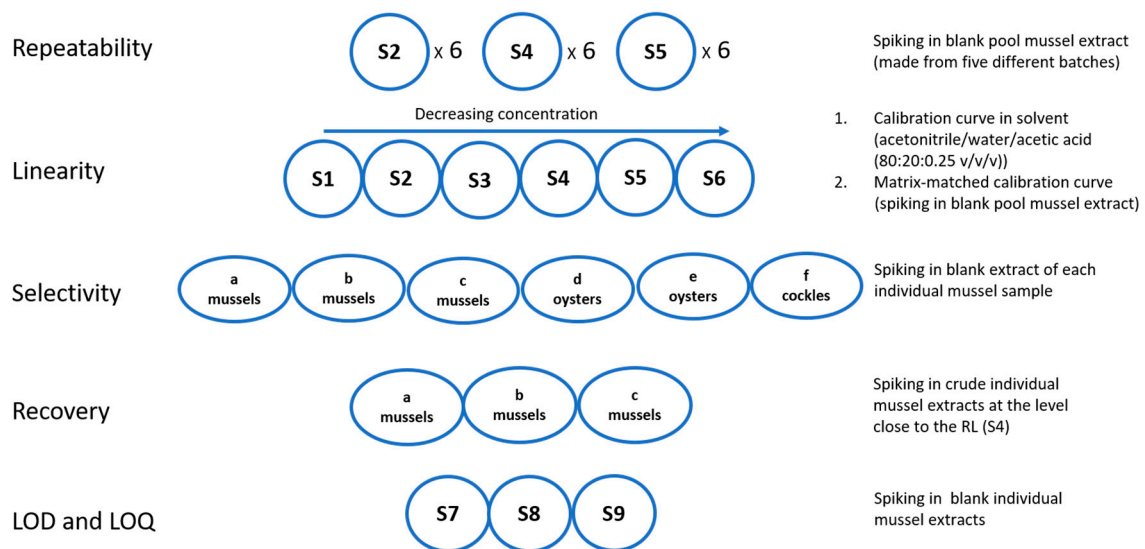 Repeatability
S2 x 6 S4 x 6 S5 x 6
Spiking in blank pool mussel extract
(made from five different batches)
Decreasing concentration
Linearity
S1 S2 S3 S4 S5 S6
1. Calibration curve in solvent
(acetonitrile/water/acetic acid
(80:20:0.25 v/v/v))
2. Matrix-matched calibration curve
(spiking in blank pool mussel extract)
Selectivity
a
mussels
b
mussels
c
mussels
d
oysters
e
oysters
f
cockles
Spiking in blank extract of each
individual mussel sample
Recovery
a
mussels
b
mussels
c
mussels
Spiking in crude individual
mussel extracts at the level
close to the RL (S4)
LOD and LOQ
S7 S8 S9
Spiking in blank individual
mussel extracts